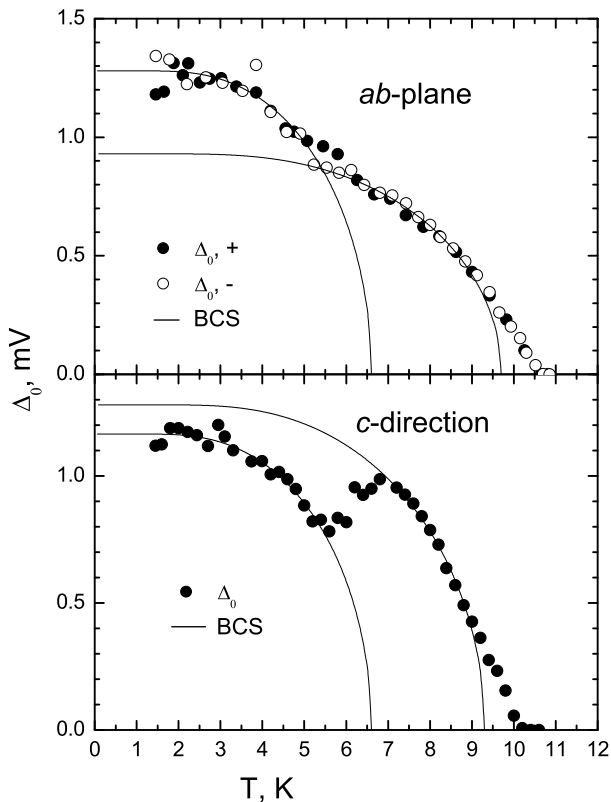 1.5
ab-plane
1.0
0.5
Δ₀, +
Δ₀, -
BCS
0.0
Δ₀, mV
c-direction
1.0
0.5
Δ₀
BCS
0.0
0 1 2 3 4 5 6 7 8 9 10 11 12
T, K